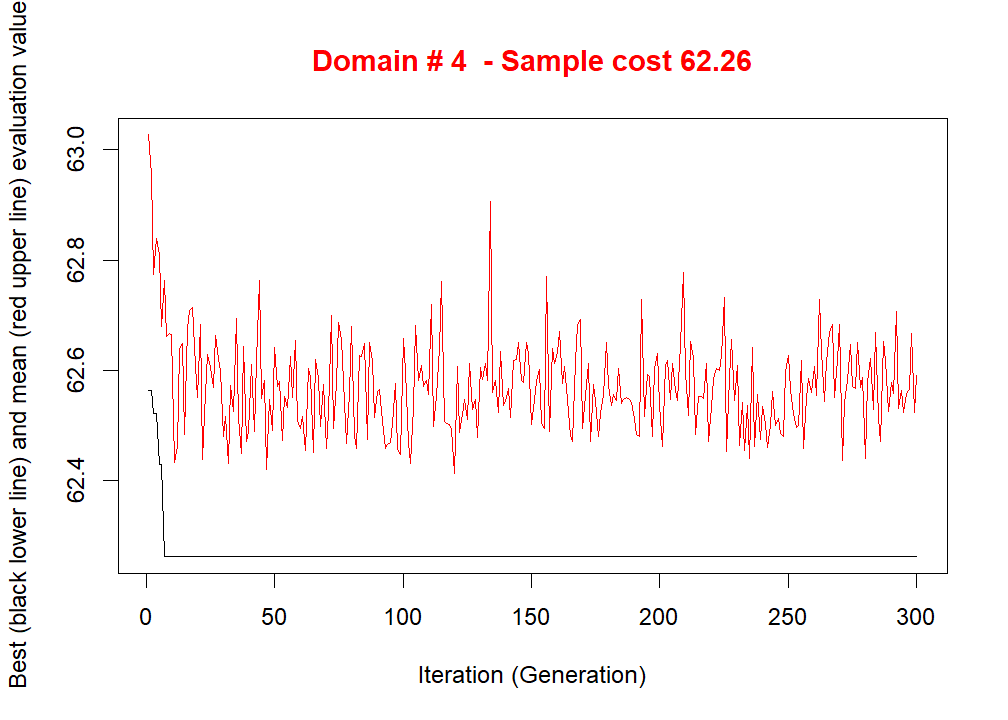 Domain # 4  - Sample cost 62.26
Best (black lower line) and mean (red upper line) evaluation value
63.0
62.8
62.6
62.4
0 50 100 150 200 250 300
Iteration (Generation)